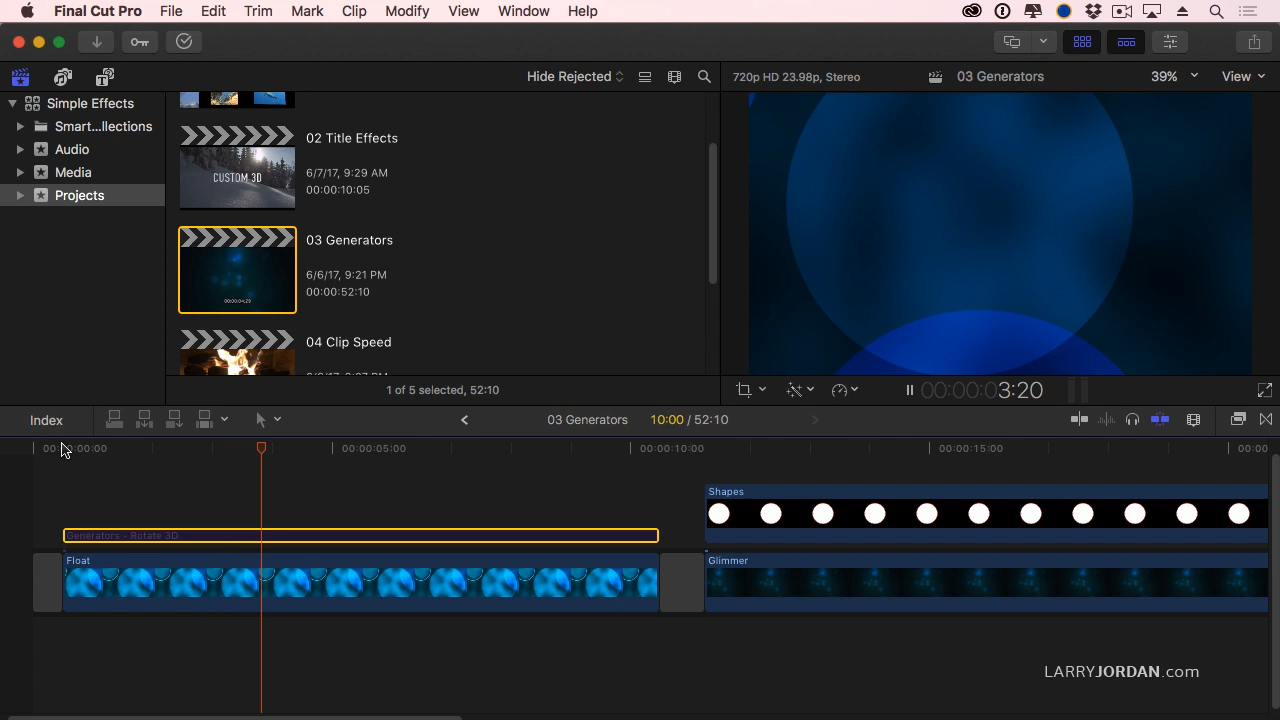 Final Cut Pro File Edit Trim Mark Clip Modify View Window Help
Hide Rejected
720p HD 23.98p, Stereo 03 Generators 39% View
Simple Effects
Smart...llections
Audio
Media
Projects
02 Title Effects
6/7/17, 9:29 AM
00:00:10:05
CUSTOM 3D
03 Generators
6/6/17, 9:21 PM
00:00:52:10
04 Clip Speed
1 of 5 selected, 52:10
00:00:03:20
Index 03 Generators 10:00 / 52:10
00:00:05:00 00:00:10:00 00:00:15:00 00:00
Shapes
Generators - Rotate 3D
Float
Glimmer
LARRYJORDAN.com